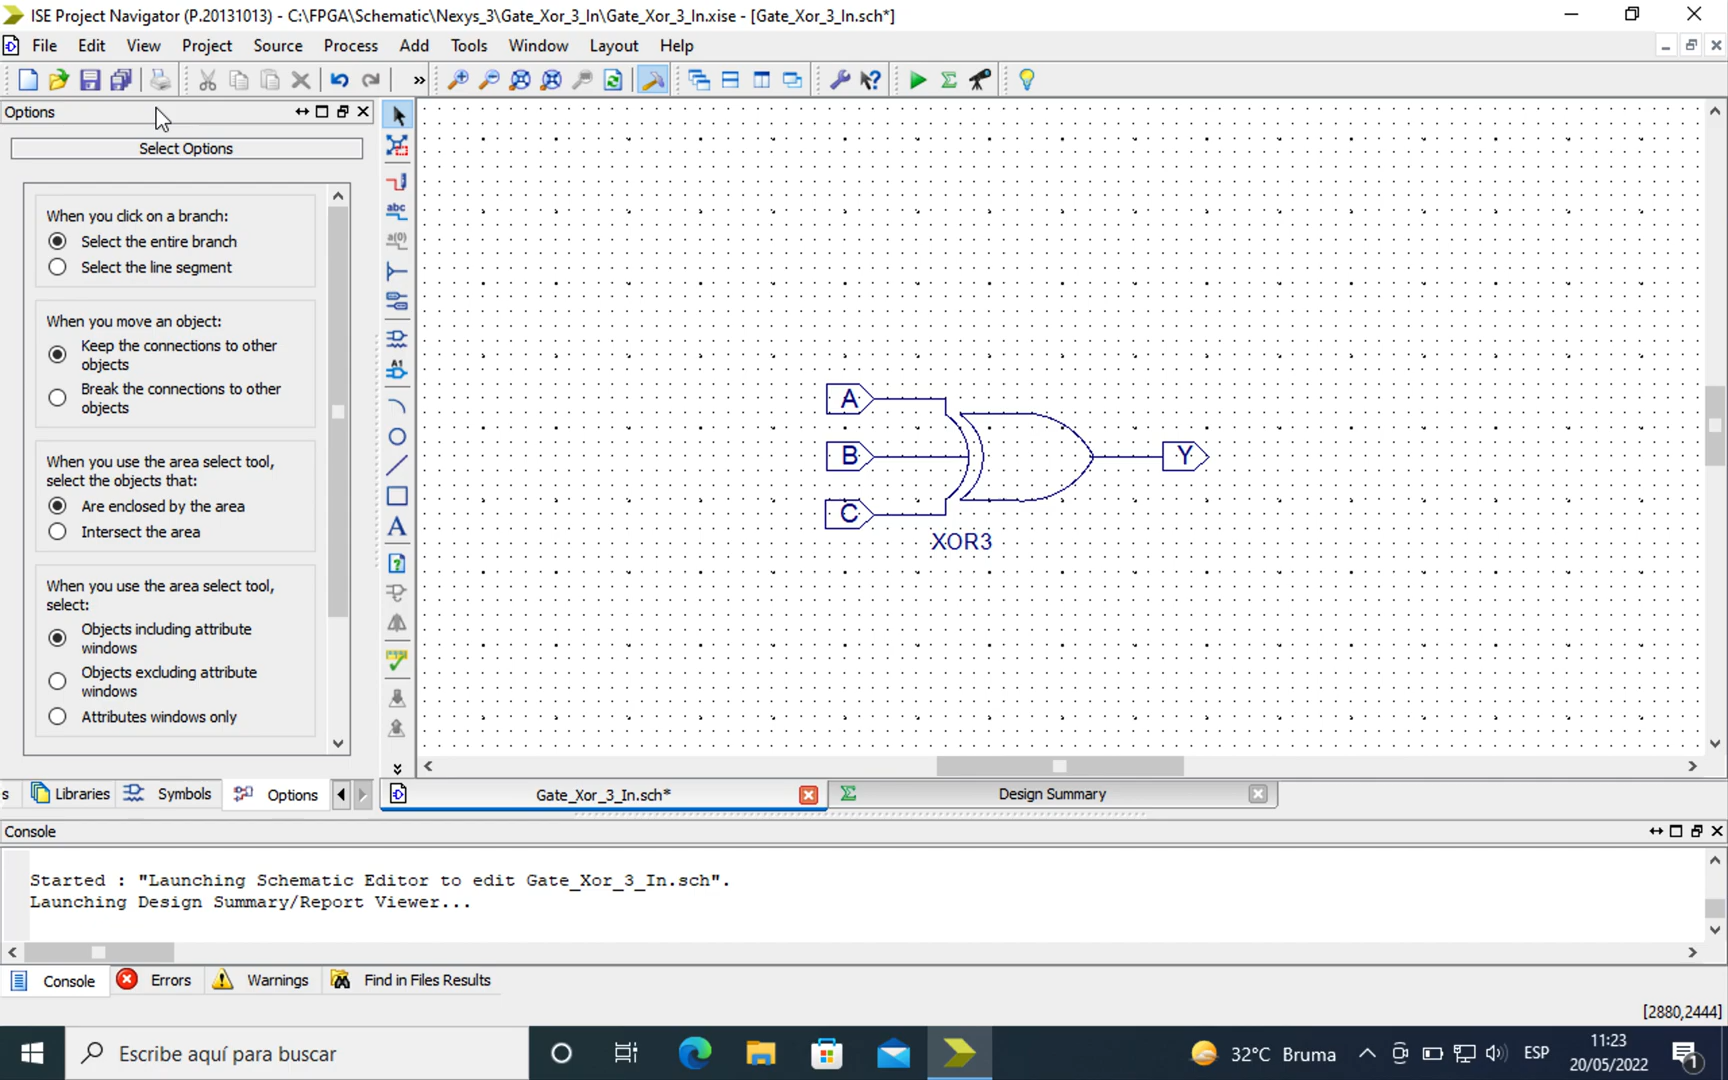 ISE Project Navigator (P.20131013) - C:\FPGA\Schematic\Nexys_3\Gate_Xor_3_In\Gate_Xor_3_In.xise - [Gate_Xor_3_In.sch*]
File Edit View Project Source Process Add Tools Window Layout Help
»
Options
Select Options
When you click on a branch:
Select the entire branch
Select the line segment
When you move an object:
Keep the connections to other
objects
Break the connections to other
objects
When you use the area select tool,
select the objects that:
Are enclosed by the area
Intersect the area
When you use the area select tool,
select:
Objects including attribute
windows
Objects excluding attribute
windows
Attributes windows only
abc
a(0)
A1
A
A
B
C
Y
XOR3
s Libraries Symbols Options
Gate_Xor_3_In.sch* Design Summary
Console
Started : "Launching Schematic Editor to edit Gate_Xor_3_In.sch".
Launching Design Summary/Report Viewer...
Console Errors Warnings Find in Files Results
[2880,2444]
Escribe aquí para buscar
32°C Bruma
ESP
11:23
20/05/2022
1